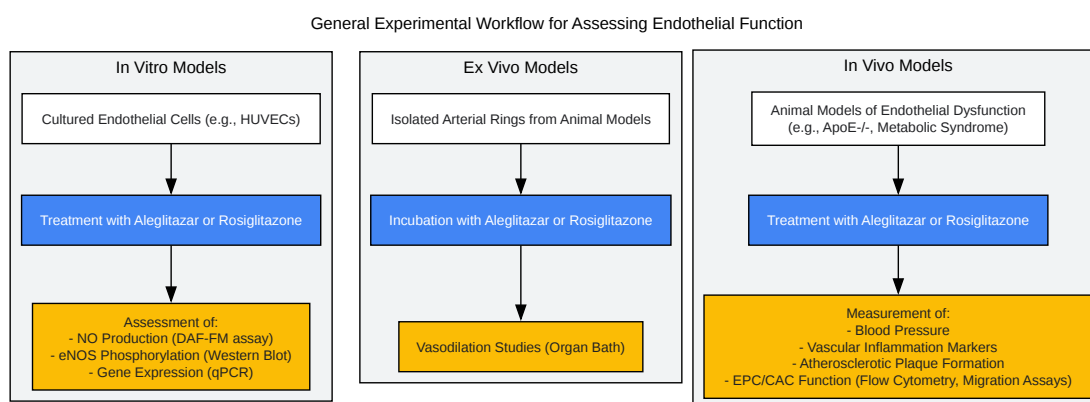 General Experimental Workflow for Assessing Endothelial Function
In Vitro Models
Cultured Endothelial Cells (e.g., HUVECs)
Treatment with Aleglitazar or Rosiglitazone
Assessment of:
- NO Production (DAF-FM assay)
- eNOS Phosphorylation (Western Blot)
- Gene Expression (qPCR)
Ex Vivo Models
Isolated Arterial Rings from Animal Models
Incubation with Aleglitazar or Rosiglitazone
Vasodilation Studies (Organ Bath)
In Vivo Models
Animal Models of Endothelial Dysfunction
(e.g., ApoE-/-, Metabolic Syndrome)
Treatment with Aleglitazar or Rosiglitazone
Measurement of:
- Blood Pressure
- Vascular Inflammation Markers
- Atherosclerotic Plaque Formation
- EPC/CAC Function (Flow Cytometry, Migration Assays)